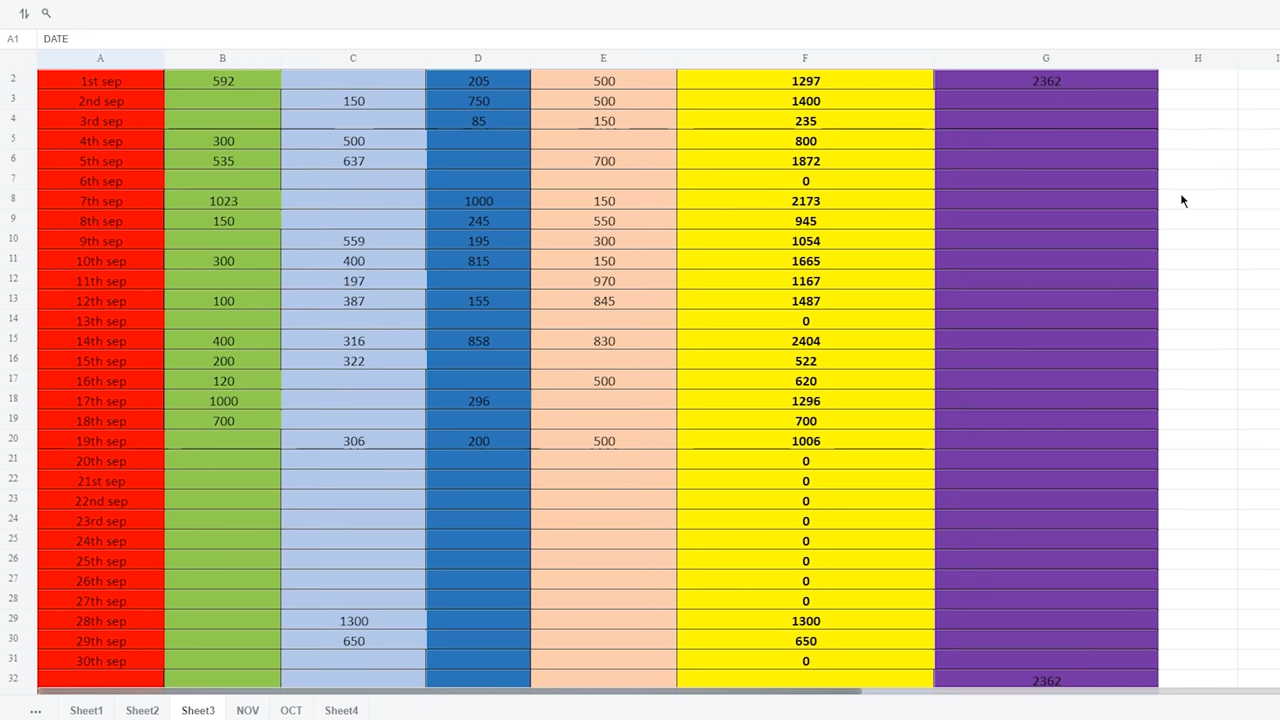 A1 DATE
A B C D E F G H I
2 1st sep 592 205 500 1297 2362
3 2nd sep 150 750 500 1400
4 3rd sep 85 150 235
5 4th sep 300 500 800
6 5th sep 535 637 700 1872
7 6th sep 0
8 7th sep 1023 1000 150 2173
9 8th sep 150 245 550 945
10 9th sep 559 195 300 1054
11 10th sep 300 400 815 150 1665
12 11th sep 197 970 1167
13 12th sep 100 387 155 845 1487
14 13th sep 0
15 14th sep 400 316 858 830 2404
16 15th sep 200 322 522
17 16th sep 120 500 620
18 17th sep 1000 296 1296
19 18th sep 700 700
20 19th sep 306 200 500 1006
21 20th sep 0
22 21st sep 0
23 22nd sep 0
24 23rd sep 0
25 24th sep 0
26 25th sep 0
27 26th sep 0
28 27th sep 0
29 28th sep 1300 1300
30 29th sep 650 650
31 30th sep 0
32 2362
... Sheet1 Sheet2 Sheet3 NOV OCT Sheet4